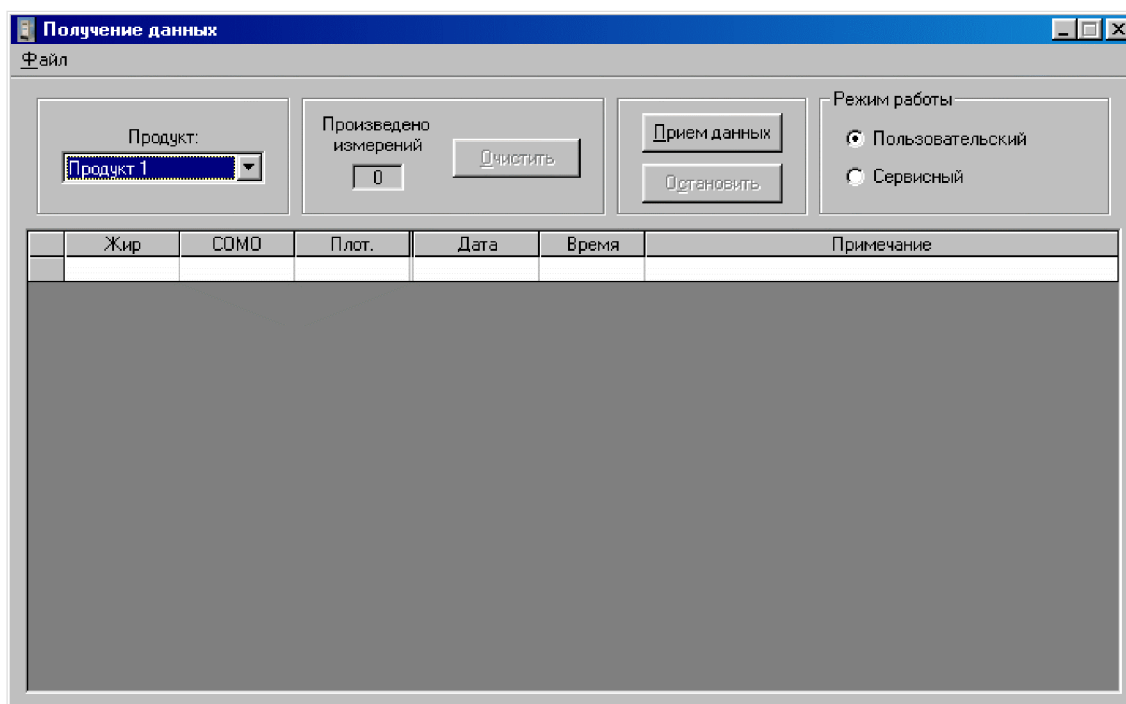 Получение данных
Файл
Продукт:
Продукт 1
Произведено
измерений
0
Очистить
Прием данных
Остановить
Режим работы
Пользовательский
Сервисный
Жир СОМО Плот. Дата Время Примечание